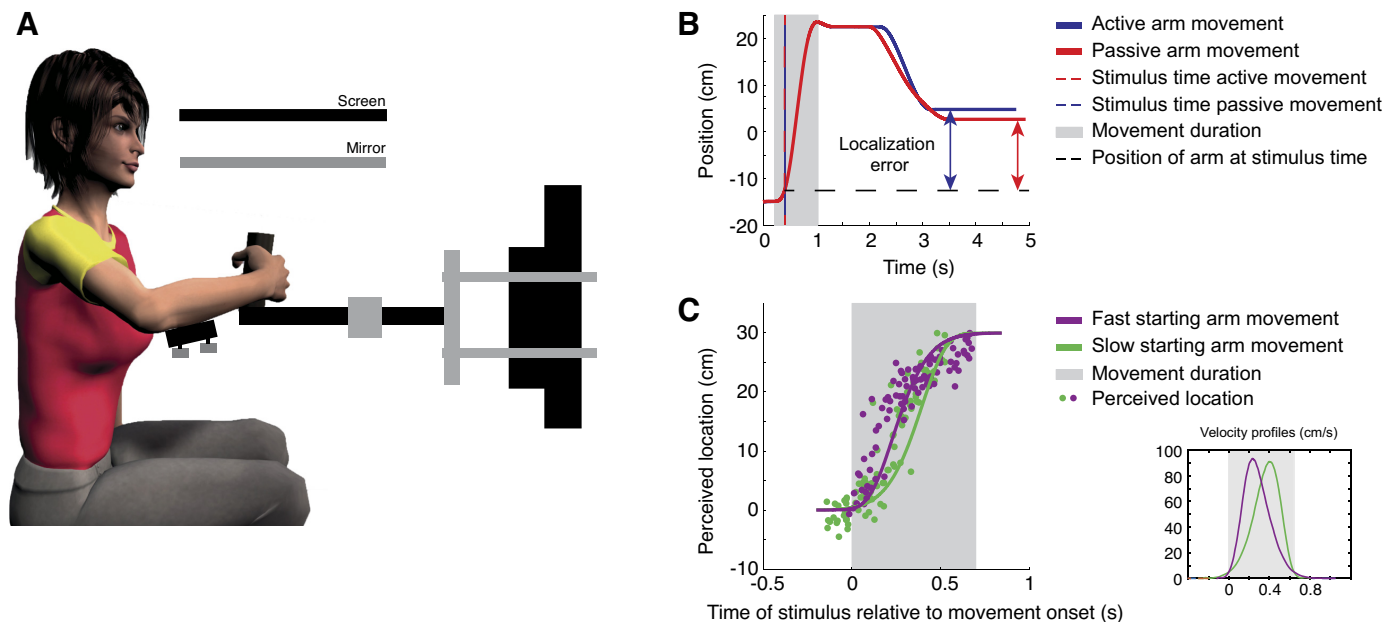 A
Screen
Mirror
B
Position (cm)
20
10
0
-10
-20
0
1
2
3
4
5
Time (s)
Localization
error
Active arm movement
Passive arm movement
Stimulus time active movement
Stimulus time passive movement
Movement duration
Position of arm at stimulus time
C
Perceived location (cm)
30
20
10
0
-10
-0.5
0
0.5
1
Time of stimulus relative to movement onset (s)
Fast starting arm movement
Slow starting arm movement
Movement duration
Perceived location
Velocity profiles (cm/s)
100
80
60
40
20
0
0
0.4
0.8